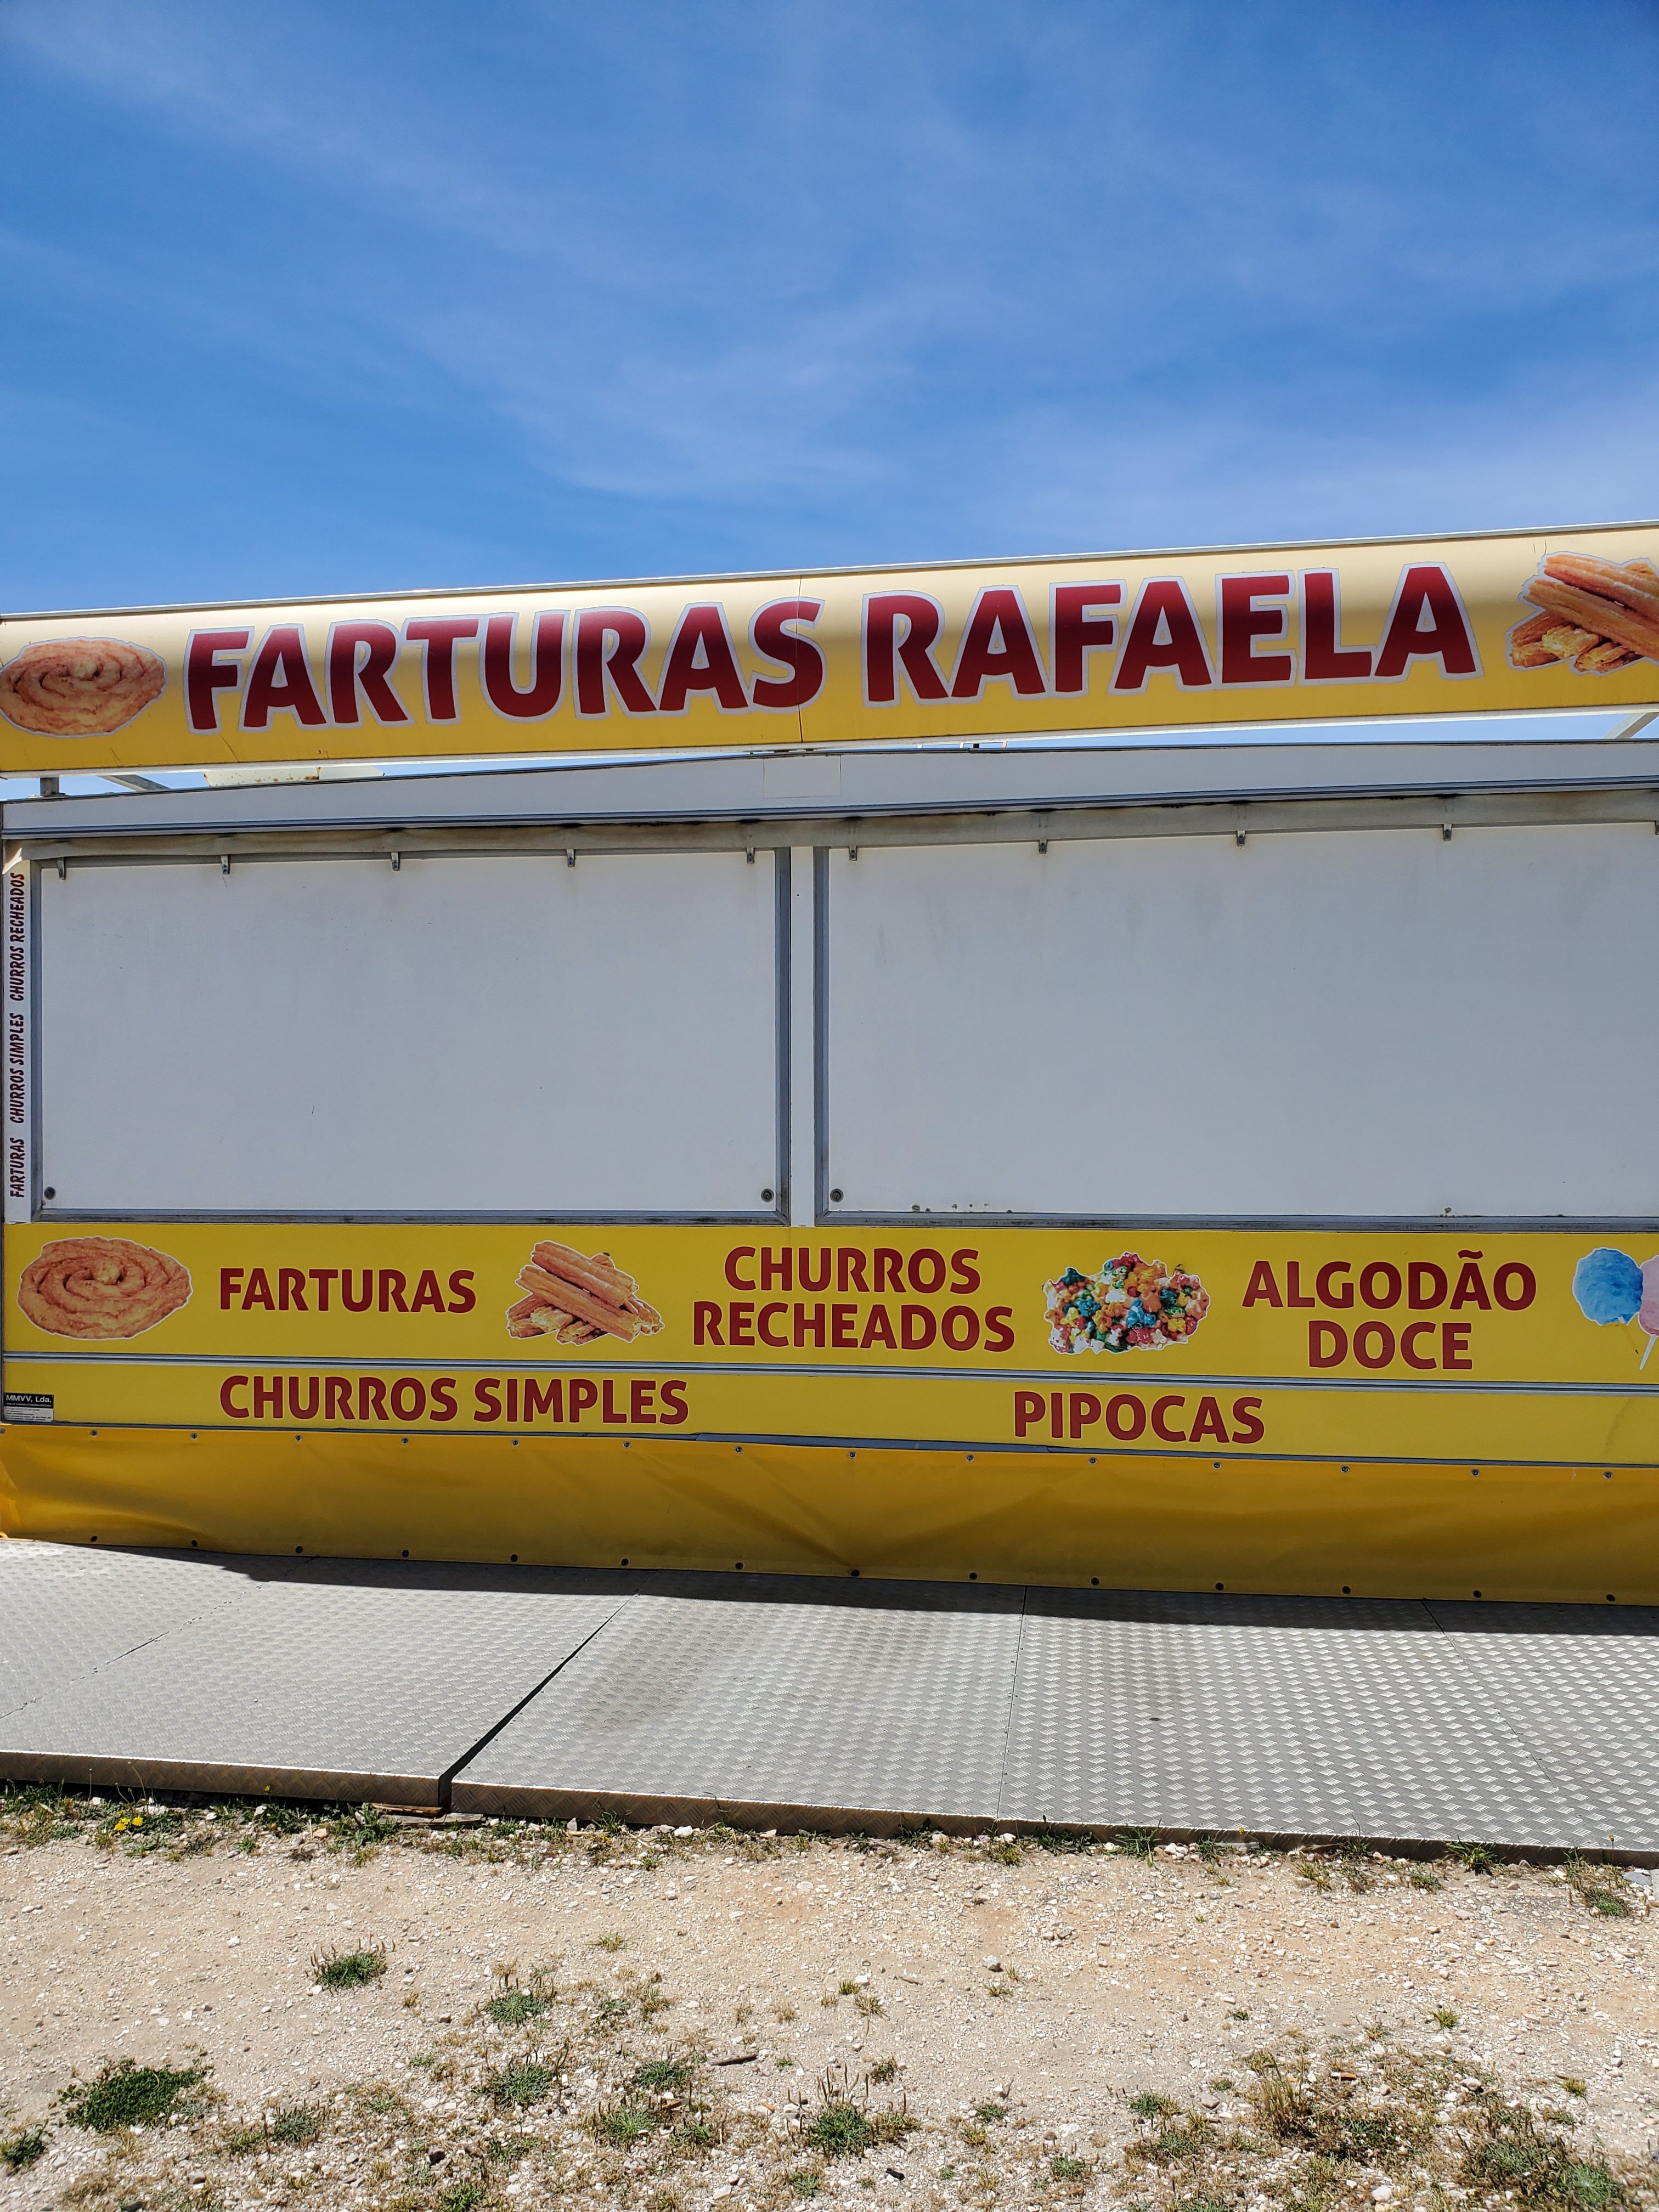 FARTURAS RAFAELA
FARTURAS CHURROS SIMPLES CHURROS RECHEADOS
FARTURAS
CHURROS
RECHEADOS
ALGODÃO
DOCE
CHURROS SIMPLES
PIPOCAS
MMVV, Lda.